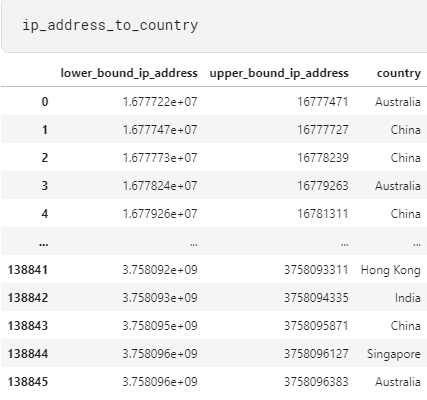 ip_address_to_country
lower_bound_ip_address upper_bound_ip_address country
0 1.677722e+07 16777471 Australia
1 1.677747e+07 16777727 China
2 1.677773e+07 16778239 China
3 1.677824e+07 16779263 Australia
4 1.677926e+07 16781311 China
... ... ... ...
138841 3.758092e+09 3758093311 Hong Kong
138842 3.758093e+09 3758094335 India
138843 3.758095e+09 3758095871 China
138844 3.758096e+09 3758096127 Singapore
138845 3.758096e+09 3758096383 Australia